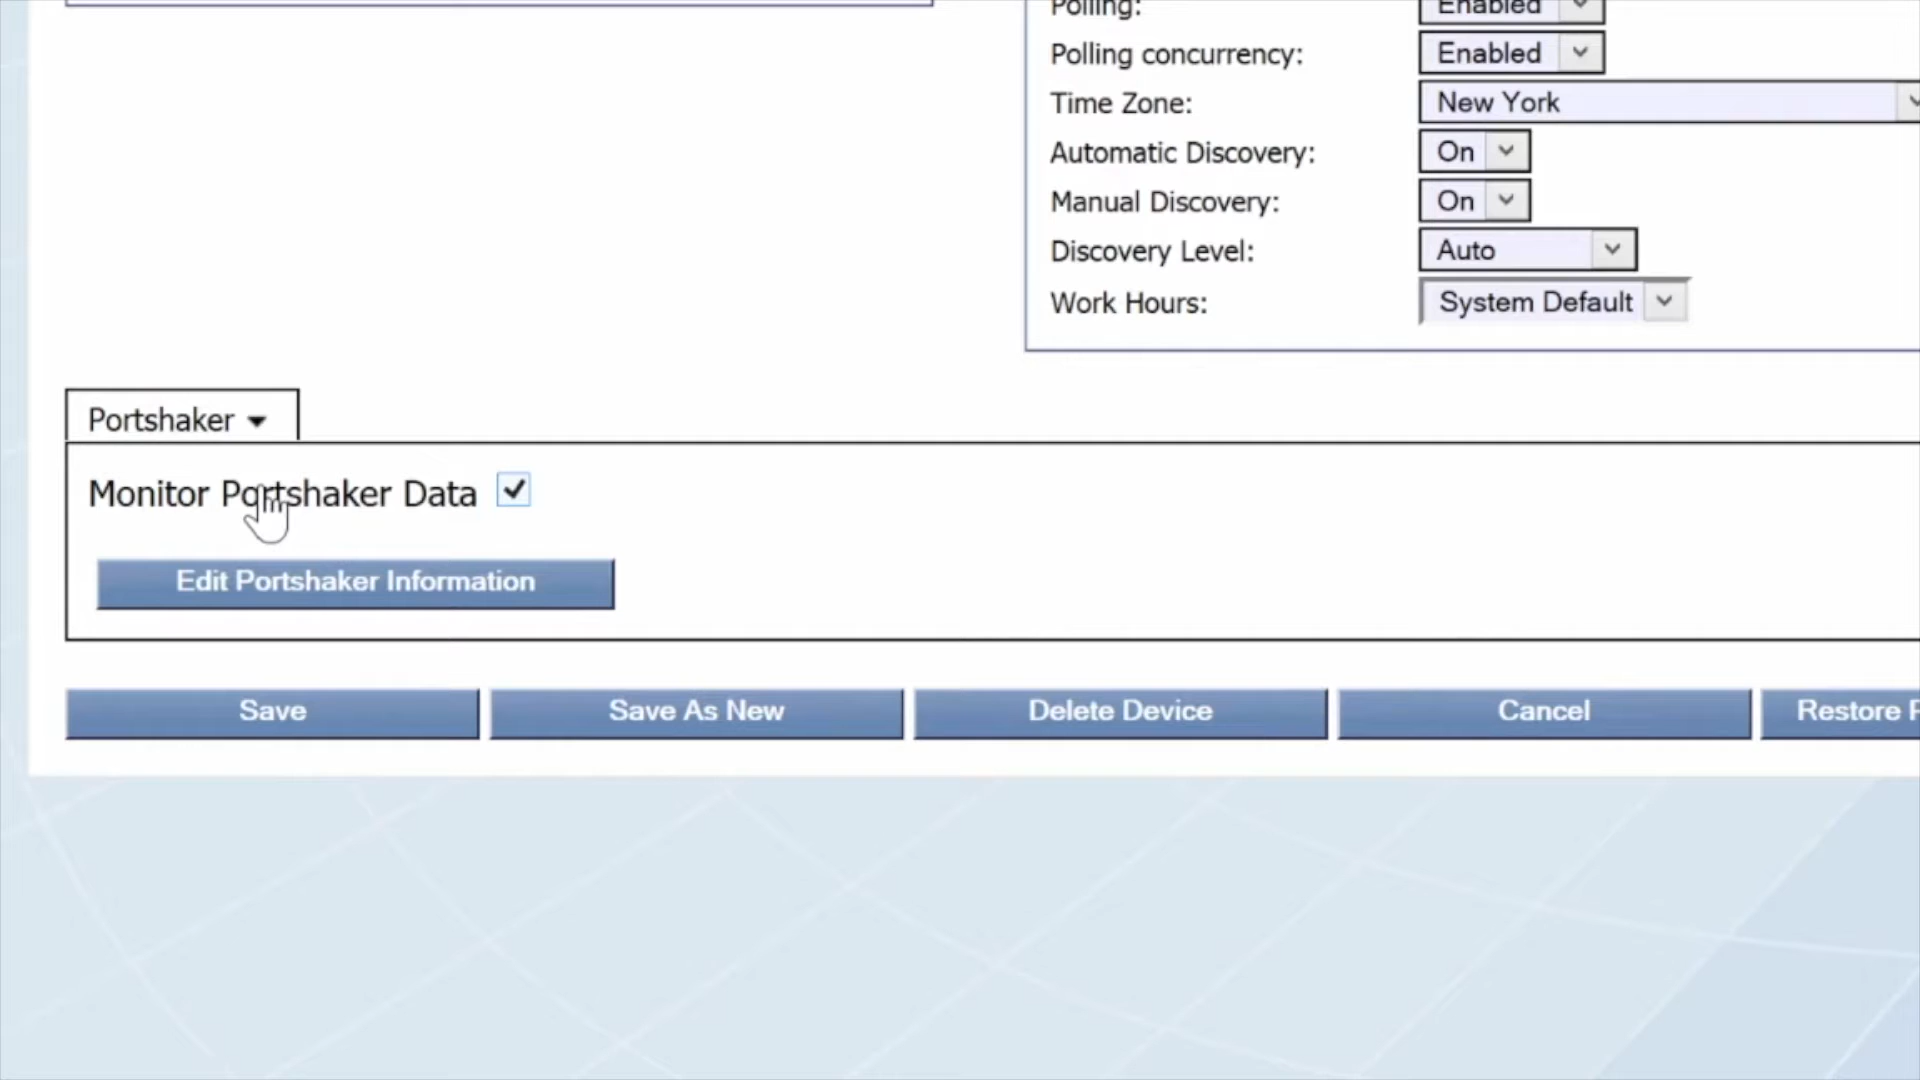 Polling: Enabled
Polling concurrency: Enabled
Time Zone: New York
Automatic Discovery: On
Manual Discovery: On
Discovery Level: Auto
Work Hours: System Default
Portshaker
Monitor Portshaker Data
Edit Portshaker Information
Save Save As New Delete Device Cancel Restore